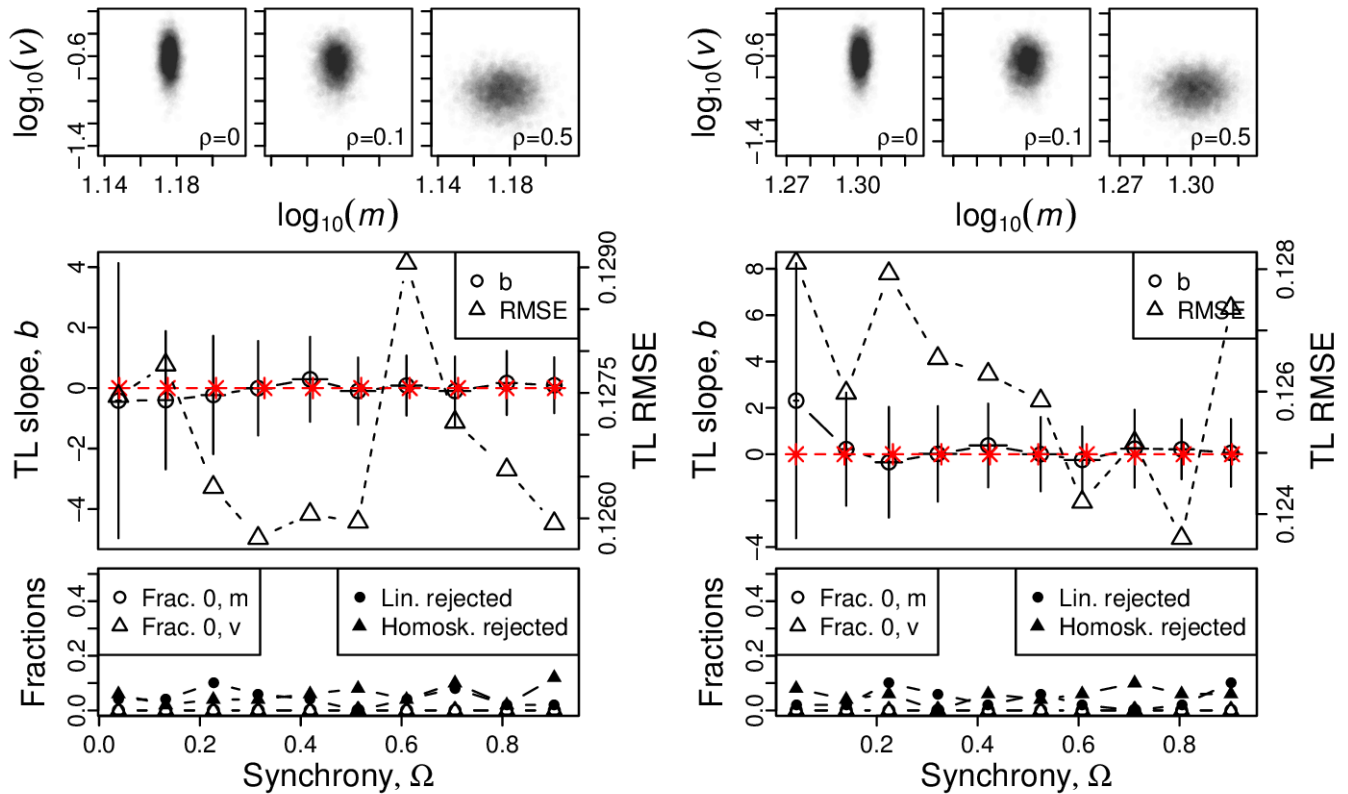 log10(v)
−0.6
−1.4
ρ=0
ρ=0.1
ρ=0.5
1.14
1.18
1.14
1.18
log10(m)
TL slope, b
4
2
0
−2
−4
b
RMSE
0.1290
0.1275
0.1260
TL RMSE
Fractions
0.4
0.2
0.0
Frac. 0, m
Frac. 0, v
Lin. rejected
Homosk. rejected
0.0
0.2
0.4
0.6
0.8
Synchrony, Ω
log10(v)
−0.6
−1.4
ρ=0
ρ=0.1
ρ=0.5
1.27
1.30
1.27
1.30
log10(m)
TL slope, b
8
6
4
2
0
−4
b
RMSE
0.128
0.126
0.124
TL RMSE
Fractions
0.4
0.2
0.0
Frac. 0, m
Frac. 0, v
Lin. rejected
Homosk. rejected
0.2
0.4
0.6
0.8
Synchrony, Ω